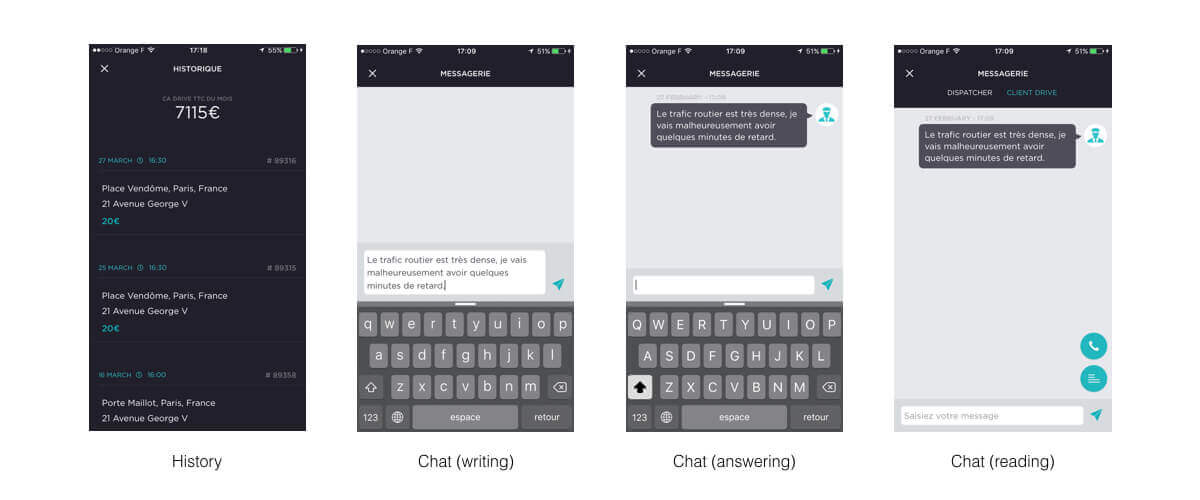 Orange F 17:18 55%
HISTORIQUE
CA DRIVE TTC DU MOIS
7115€
27 MARCH 16:30 # 89316
Place Vendôme, Paris, France
21 Avenue George V
20€
25 MARCH 16:30 # 89315
Place Vendôme, Paris, France
21 Avenue George V
20€
16 MARCH 16:00 # 89358
Porte Maillot, Paris, France
21 Avenue George V
History
Orange F 17:09 51%
MESSAGERIE
Le trafic routier est très dense, je vais
malheureusement avoir quelques
minutes de retard.
q w e r t y u i o p
a s d f g h j k l
z x c v b n m
123 espace retour
Chat (writing)
Orange F 17:09 51%
MESSAGERIE
27 FEBRUARY - 17:09
Le trafic routier est très dense, je
vais malheureusement avoir
quelques minutes de retard.
Q W E R T Y U I O P
A S D F G H J K L
Z X C V B N M
123 espace retour
Chat (answering)
Orange F 17:09 51%
MESSAGERIE
DISPATCHER CLIENT DRIVE
27 FEBRUARY - 17:09
Le trafic routier est très dense, je
vais malheureusement avoir
quelques minutes de retard.
Saisiez votre message
Chat (reading)